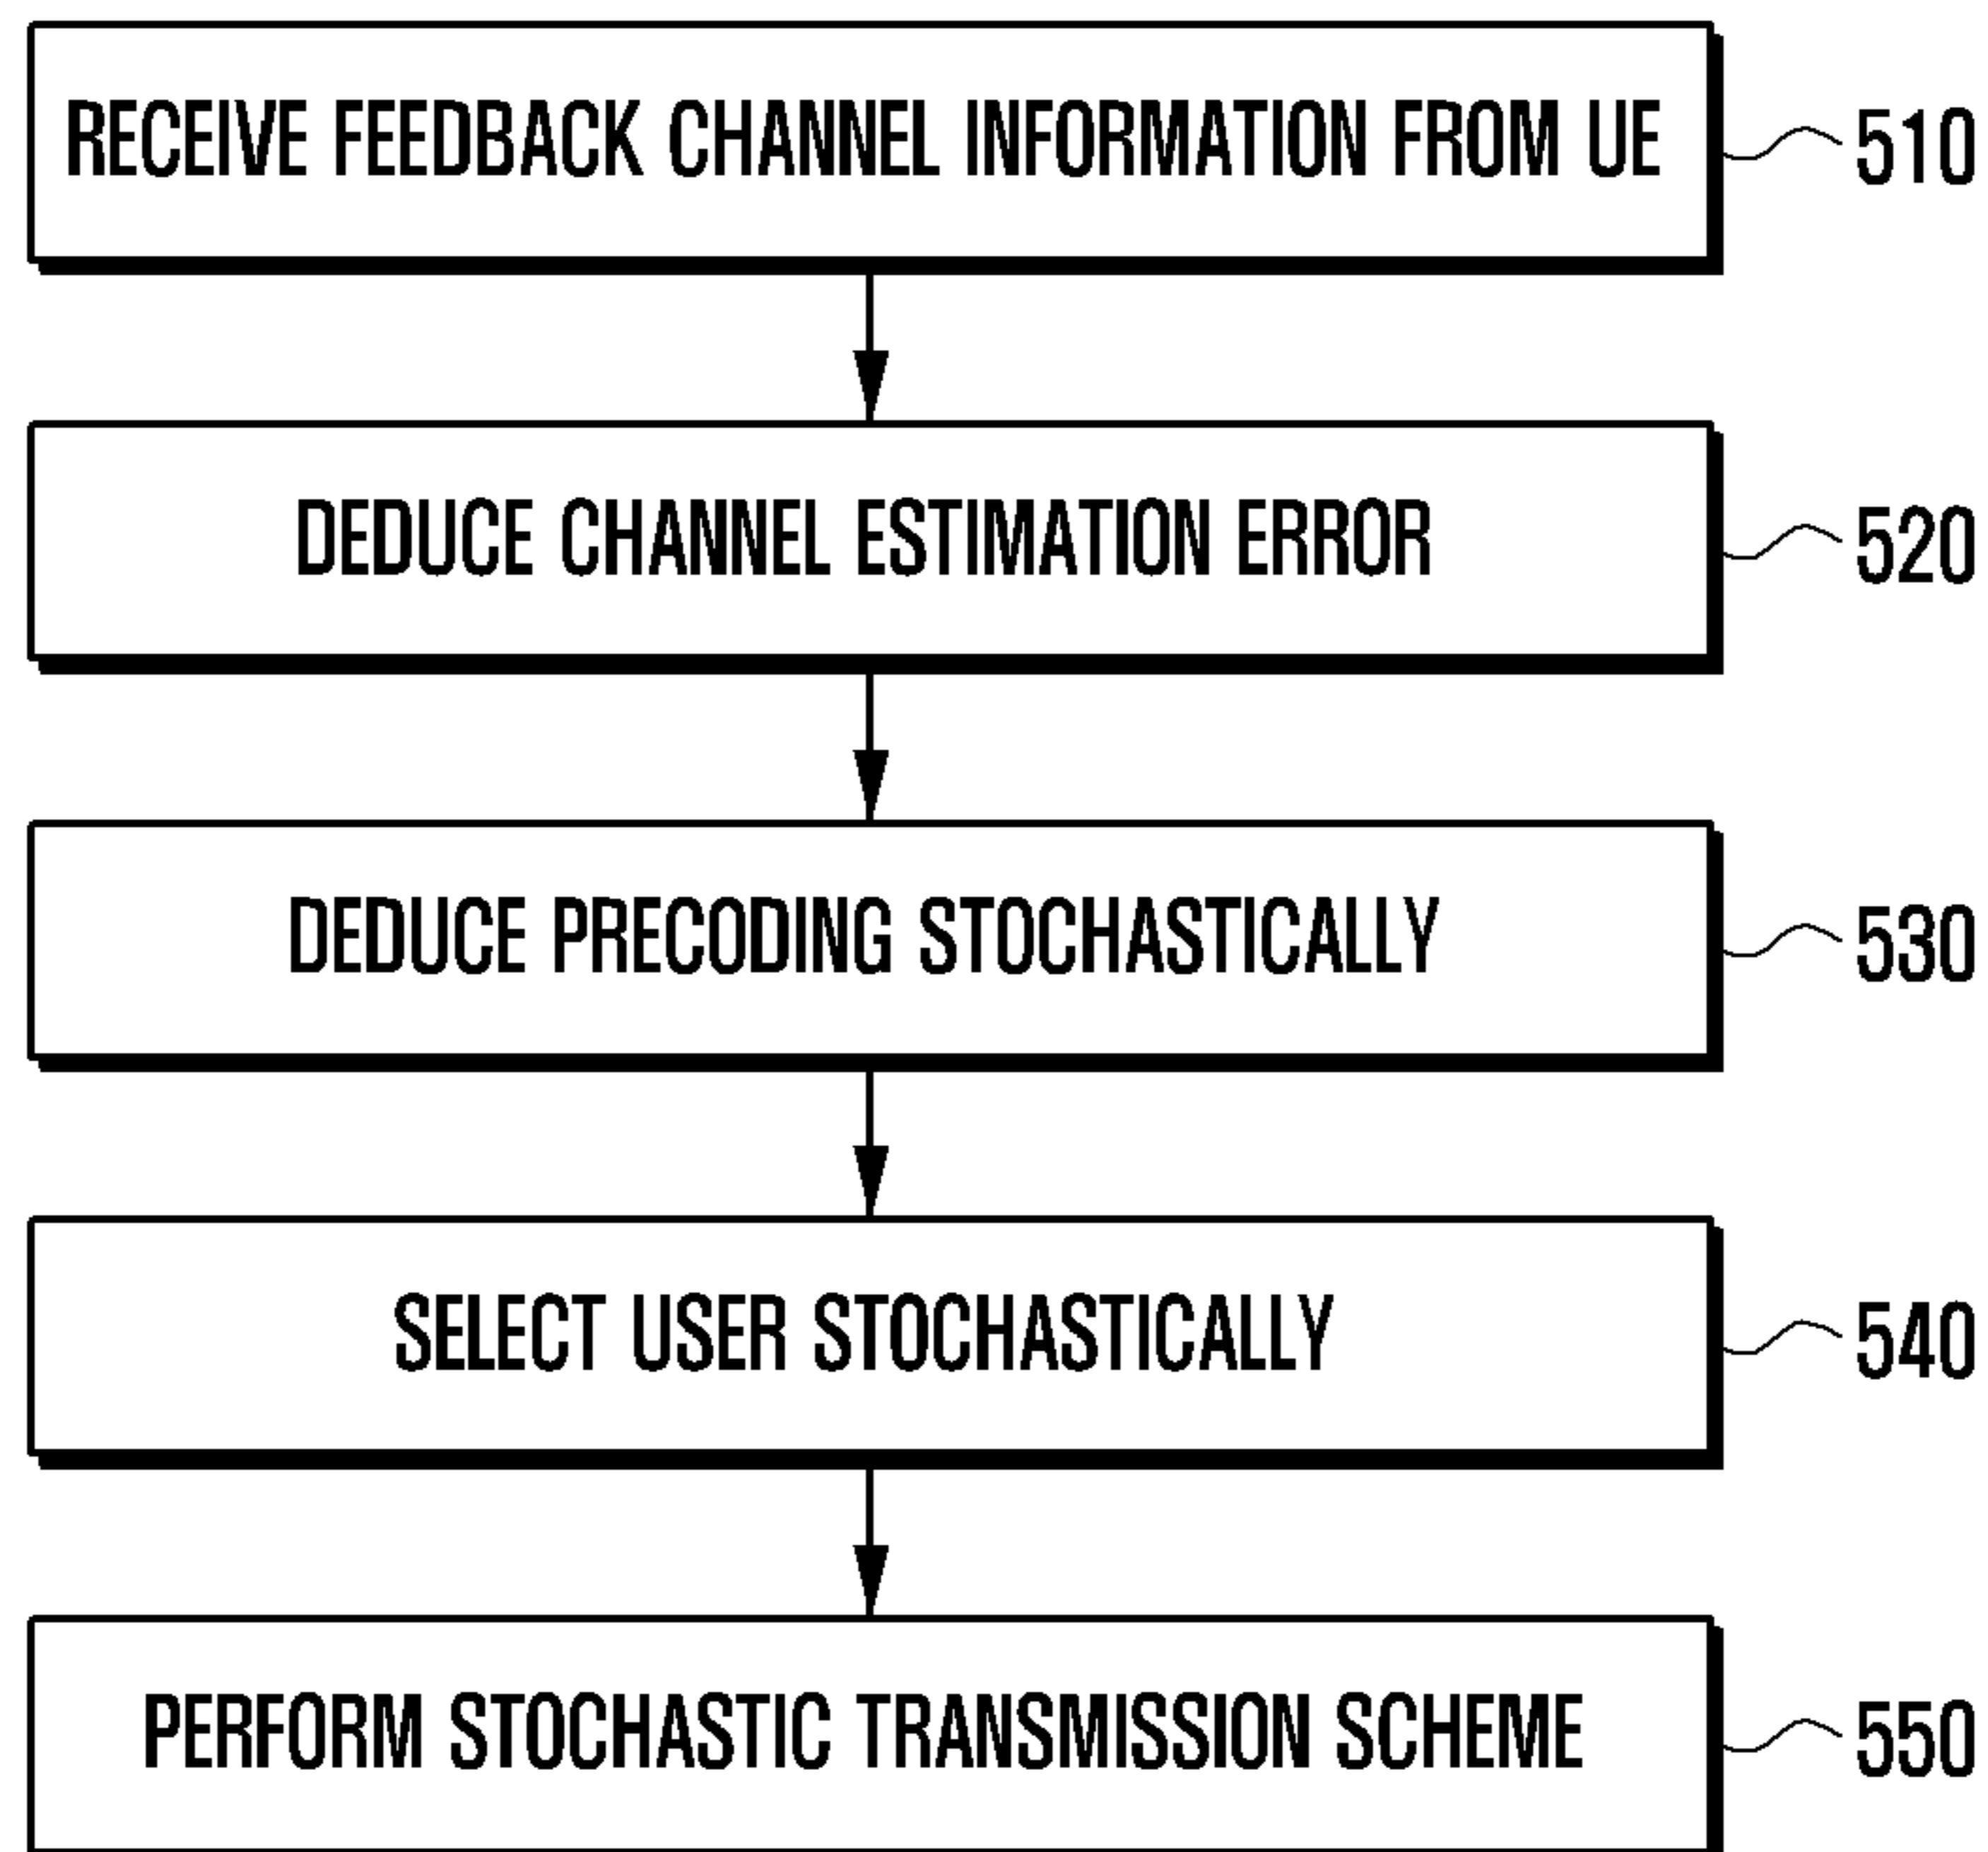 RECEIVE FEEDBACK CHANNEL INFORMATION FROM UE 510
DEDUCE CHANNEL ESTIMATION ERROR 520
DEDUCE PRECODING STOCHASTICALLY 530
SELECT USER STOCHASTICALLY 540
PERFORM STOCHASTIC TRANSMISSION SCHEME 550